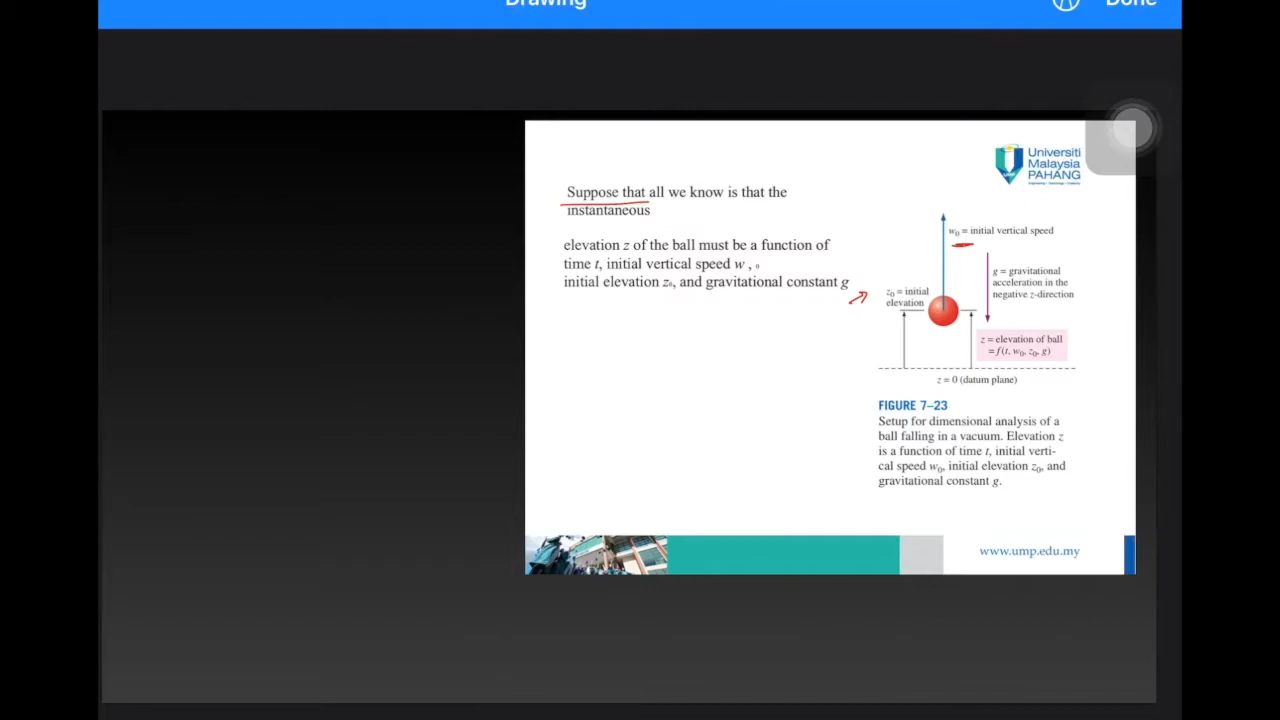 Drawing
Done
Universiti
Malaysia
PAHANG
Suppose that all we know is that the
instantaneous
elevation z of the ball must be a function of
time t, initial vertical speed w , ₀
initial elevation z₀, and gravitational constant g
w₀ = initial vertical speed
g = gravitational
acceleration in the
negative z-direction
z₀ = initial
elevation
z = elevation of ball
= f(t, w₀, z₀, g)
z = 0 (datum plane)
FIGURE 7–23
Setup for dimensional analysis of a
ball falling in a vacuum. Elevation z
is a function of time t, initial verti-
cal speed w₀, initial elevation z₀, and
gravitational constant g.
www.ump.edu.my